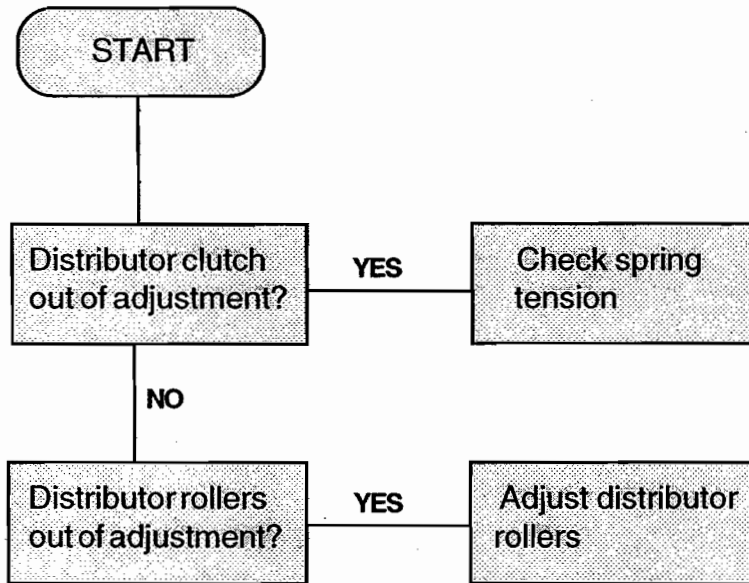 START
Distributor clutch
out of adjustment?
YES
Check spring
tension
NO
Distributor rollers
out of adjustment?
YES
Adjust distributor
rollers